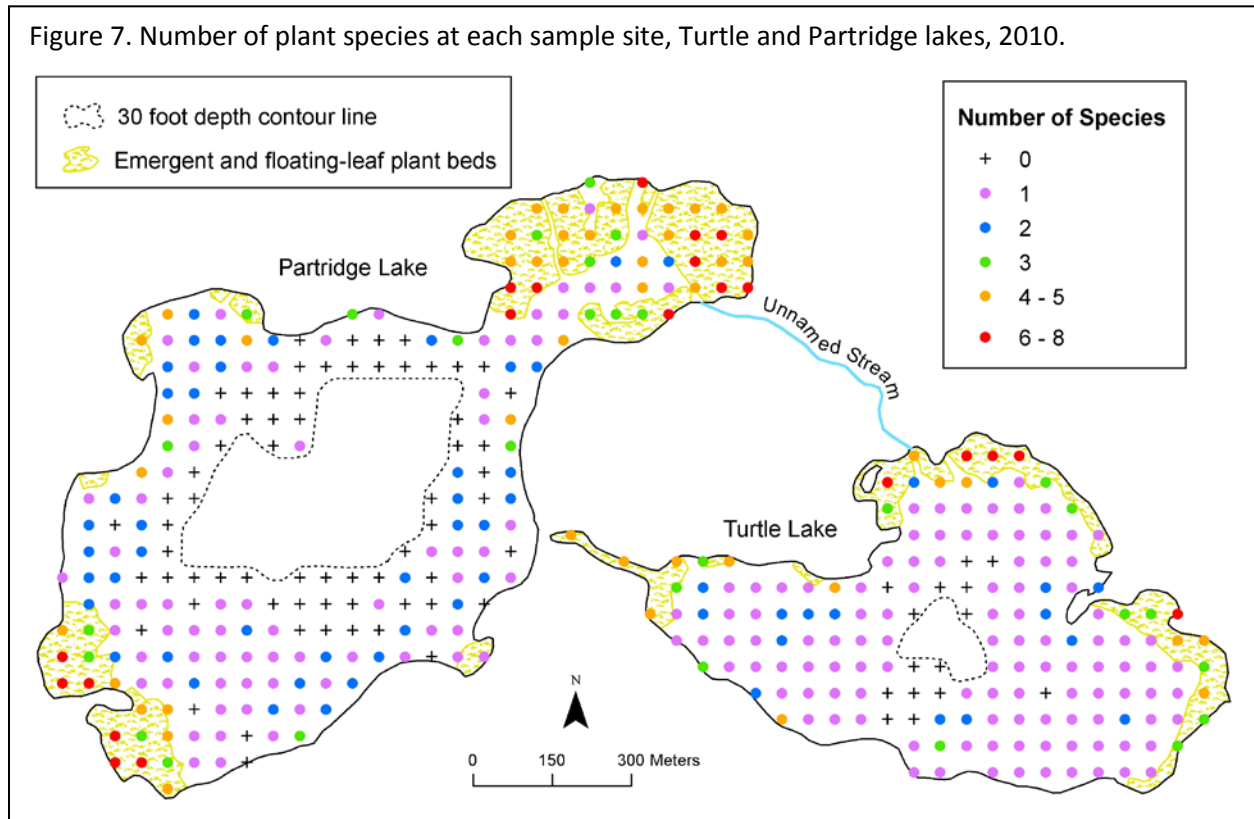 Figure 7. Number of plant species at each sample site, Turtle and Partridge lakes, 2010.
30 foot depth contour line
Emergent and floating-leaf plant beds
Number of Species
0
1
2
3
4 - 5
6 - 8
Partridge Lake
Unnamed Stream
Turtle Lake
N
0 150 300 Meters